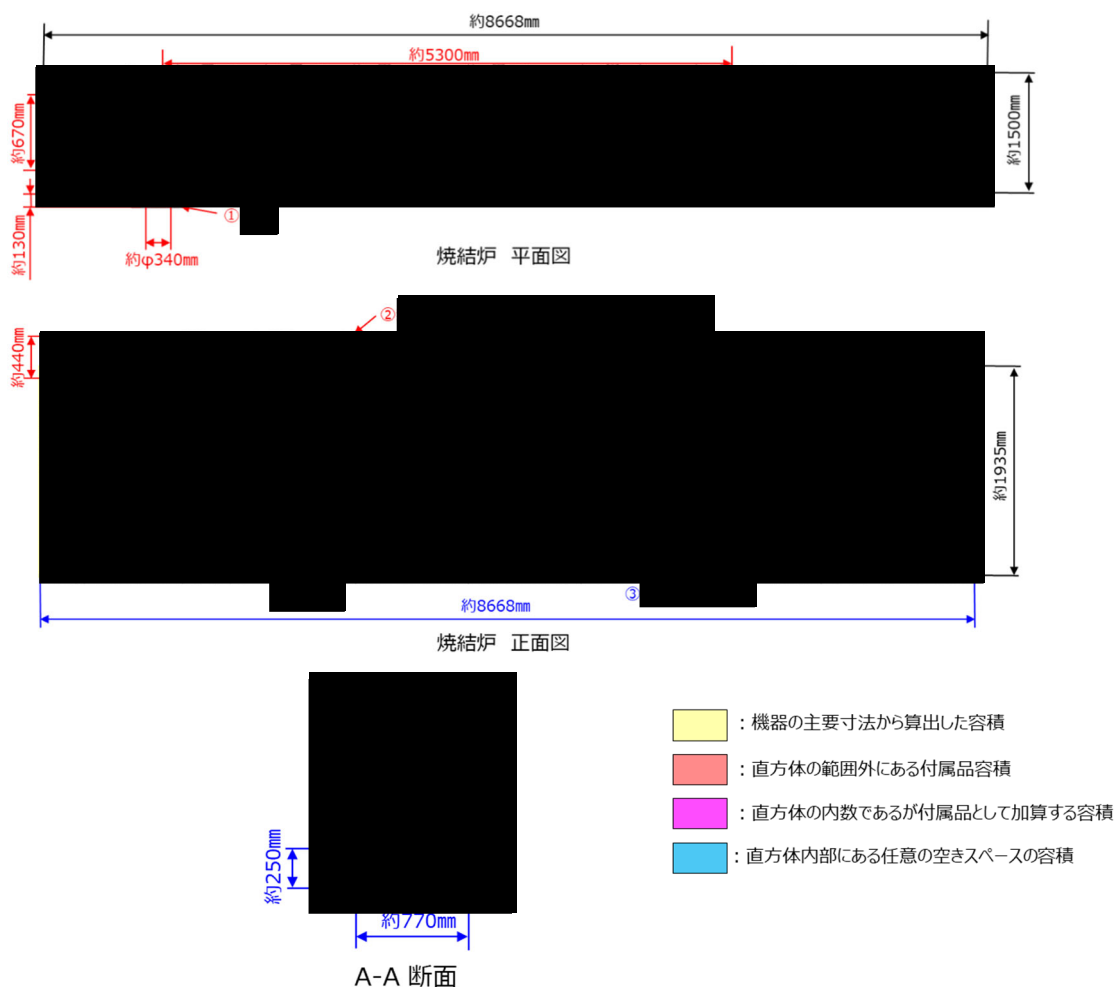 約8668㎜
約5300㎜
約670㎜
約1500㎜
①
約130㎜
約φ340㎜
焼結炉 平面図
②
約440㎜
約1935㎜
③
約8668㎜
焼結炉 正面図
：機器の主要寸法から算出した容積
：直方体の範囲外にある付属品容積
：直方体の内数であるが付属品として加算する容積
：直方体内部にある任意の空きスペースの容積
約250㎜
約770㎜
A-A 断面